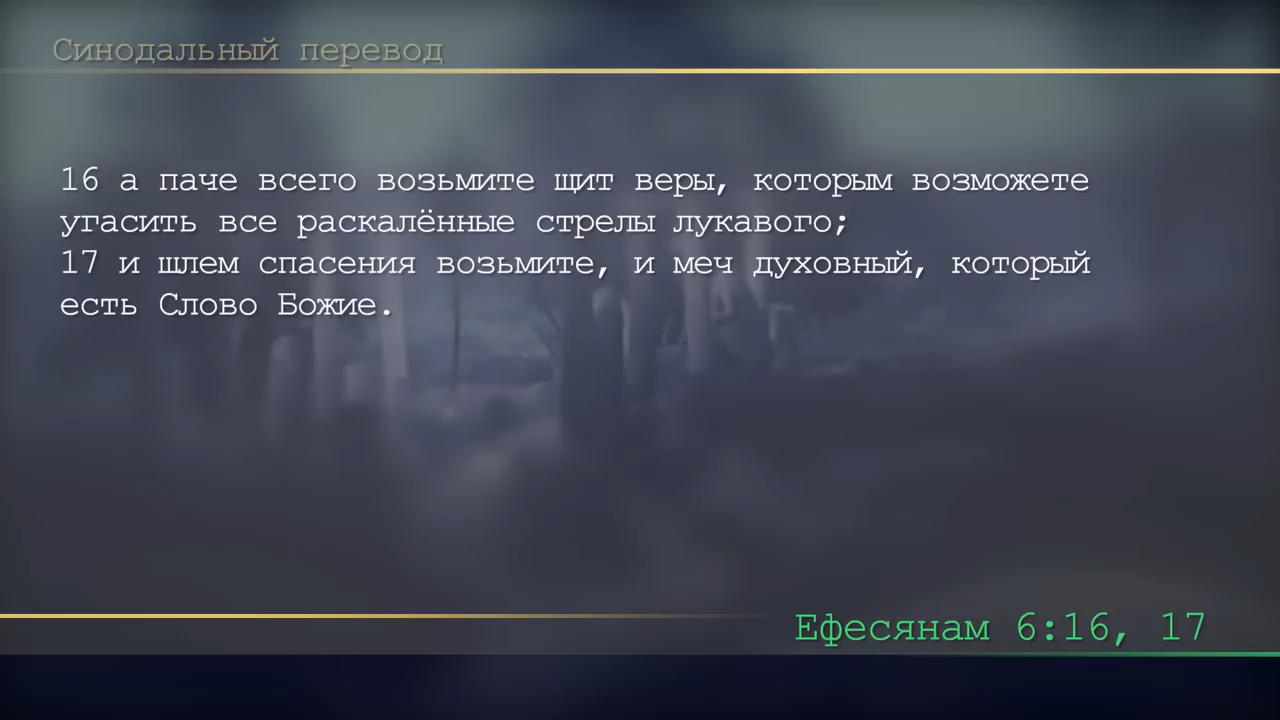 Синодальный перевод
16 а паче всего возьмите щит веры, которым возможете
угасить все раскалённые стрелы лукавого;
17 и шлем спасения возьмите, и меч духовный, который
есть Слово Божие.
Ефесянам 6:16, 17